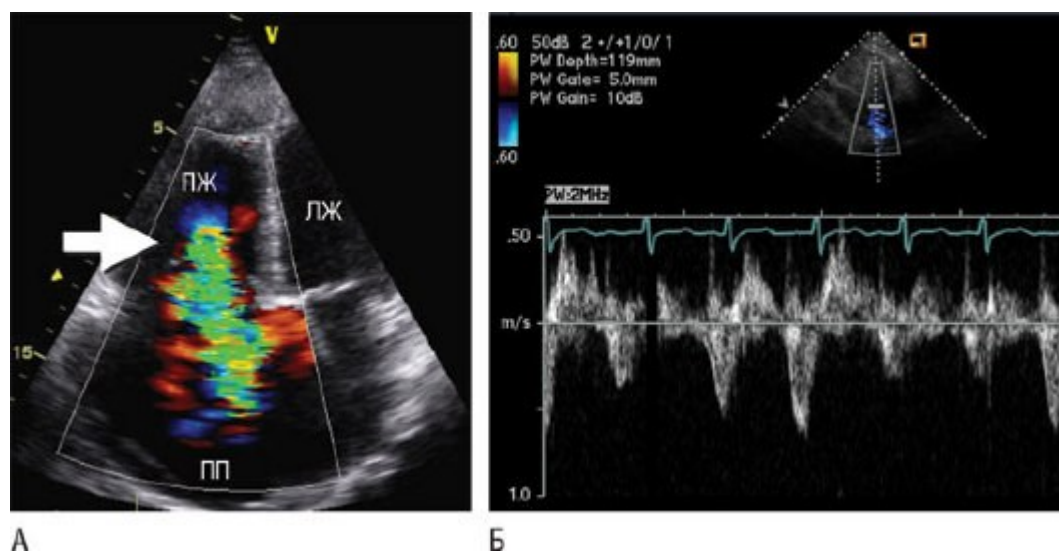 V
5
15
ПЖ
ЛЖ
ПП
А
.60
.60
50dB 2 +/+1/0/ 1
PW Depth=119mm
PW Gate= 5.0mm
PW Gain= 10dB
PW:2MHz
.50
m/s
1.0
Б